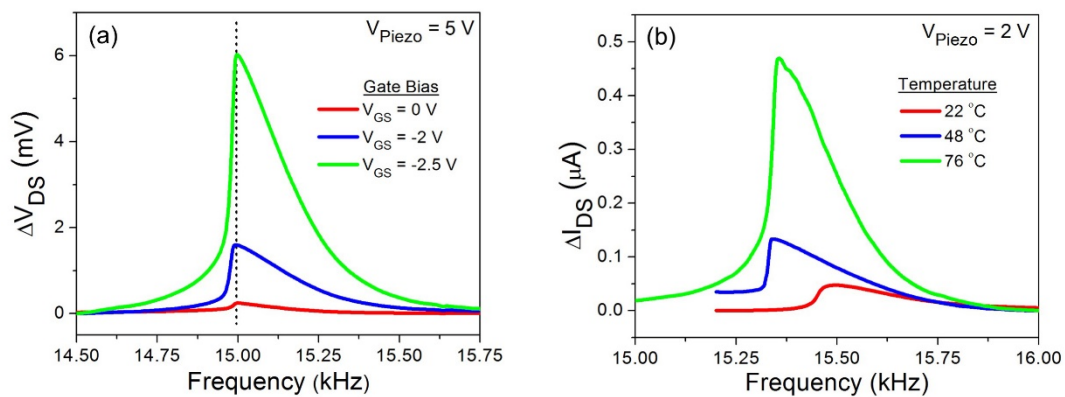 (a)
V_Piezo = 5 V
Gate Bias
V_GS = 0 V
V_GS = -2 V
V_GS = -2.5 V
ΔV_DS (mV)
6
4
2
0
14.50 14.75 15.00 15.25 15.50 15.75
Frequency (kHz)
(b)
V_Piezo = 2 V
Temperature
22 °C
48 °C
76 °C
ΔI_DS (μA)
0.5
0.4
0.3
0.2
0.1
0.0
15.00 15.25 15.50 15.75 16.00
Frequency (kHz)